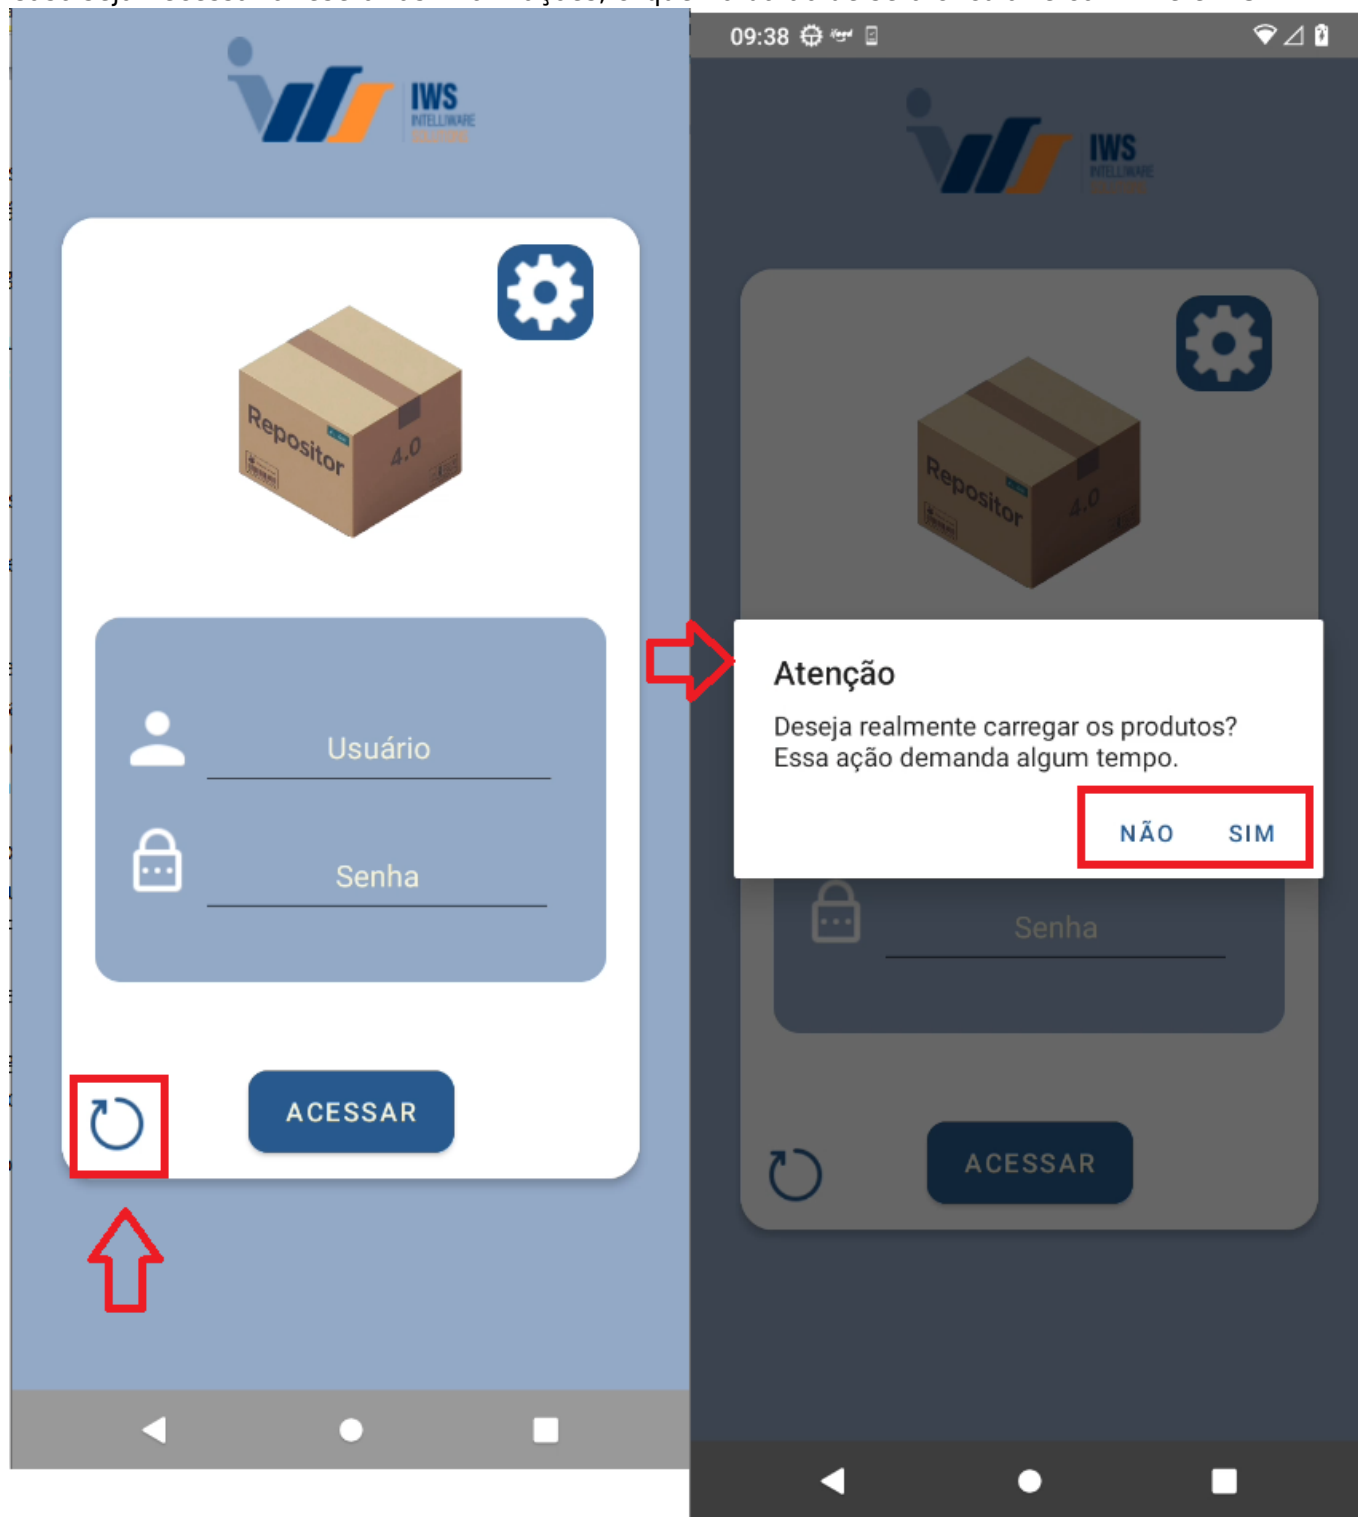 IWS
INTELLIWARE
SOLUTIONS
Repositor
4.0
Usuário
Senha
ACESSAR
09:38
IWS
INTELLIWARE
Repositor
4.0
Atenção
Deseja realmente carregar os produtos?
Essa ação demanda algum tempo.
NÃO SIM
Senha
ACESSAR